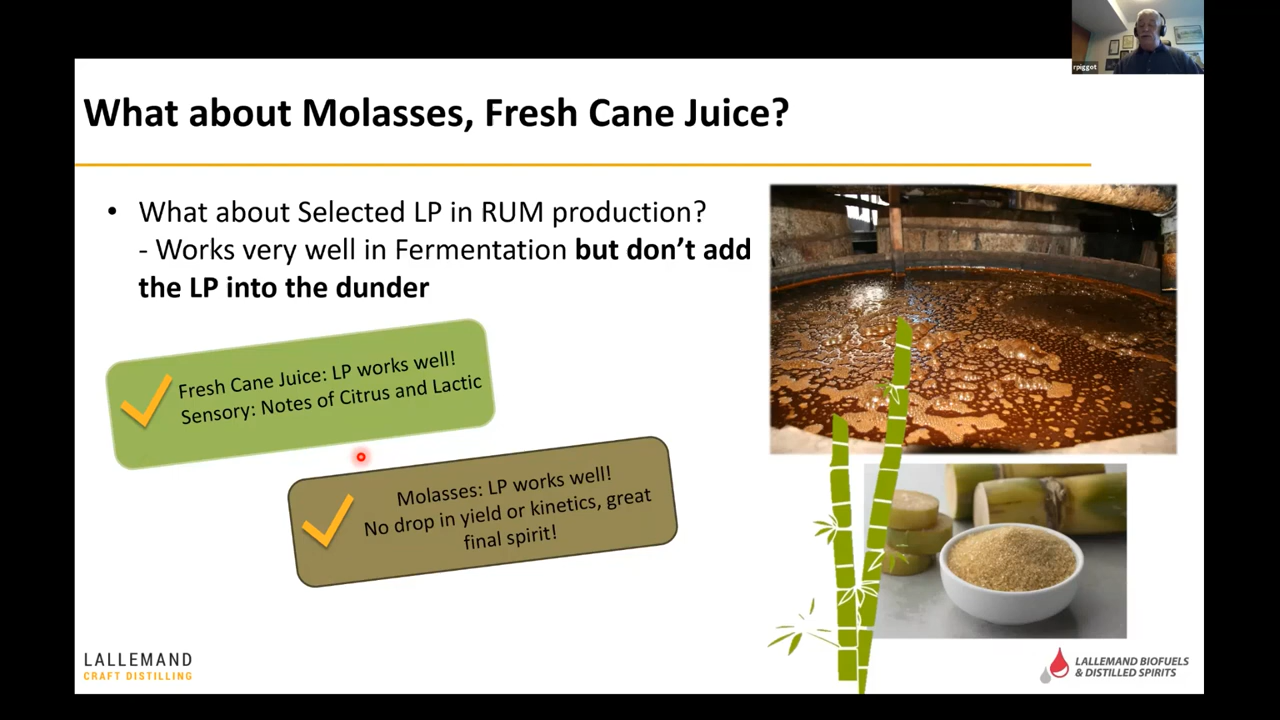 rpiggot
What about Molasses, Fresh Cane Juice?
• What about Selected LP in RUM production?
- Works very well in Fermentation but don’t add
the LP into the dunder
Fresh Cane Juice: LP works well!
Sensory: Notes of Citrus and Lactic
Molasses: LP works well!
No drop in yield or kinetics, great
final spirit!
LALLEMAND
CRAFT DISTILLING
LALLEMAND BIOFUELS
& DISTILLED SPIRITS